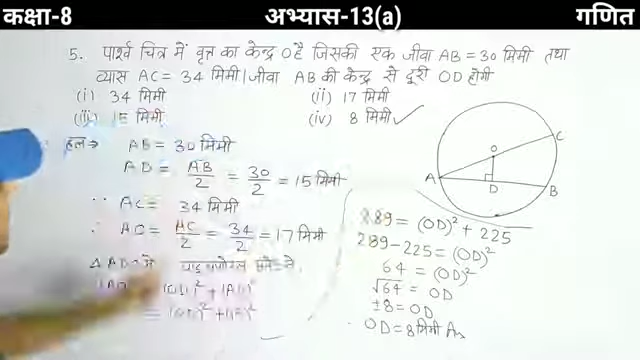 कक्षा-8 अभ्यास-13(a) गणित
5. पार्श्व चित्र में वृत्त का केन्द्र O है जिसकी एक जीवा AB = 30 मिमी तथा
व्यास AC = 34 मिमी। जीवा AB की केन्द्र से दूरी OD होगी
(i) 34 मिमी (ii) 17 मिमी
(iii) 15 मिमी (iv) 8 मिमी ✓
हल⇒ AB = 30 मिमी
AD = AB/2 = 30/2 = 15 मिमी
∵ AC = 34 मिमी
∴ AO = AC/2 = 34/2 = 17 मिमी
Δ में
C
O
A
D
B
289 = (OD)² + 225
289 - 225 = (OD)²
64 = (OD)²
√64 = OD
±8 = OD
OD = 8 मिमी Ans